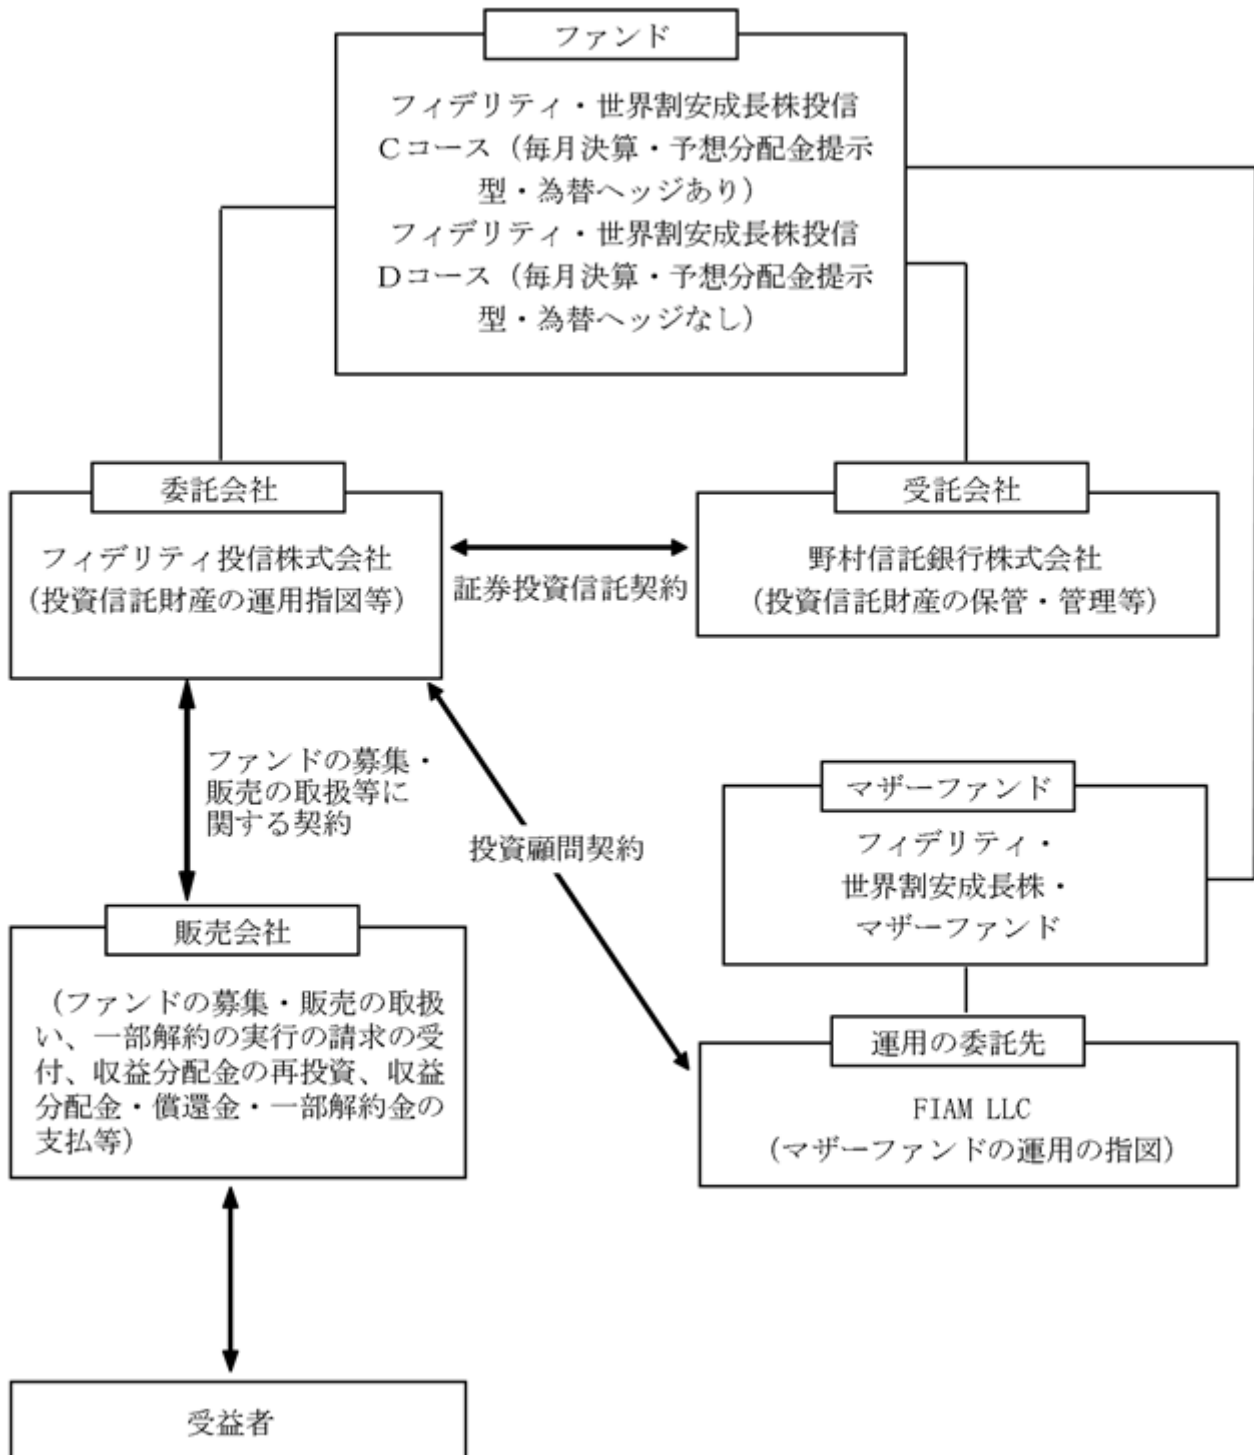 ファンド
フィデリティ・世界割安成長株投信
Cコース（毎月決算・予想分配金提示
型・為替ヘッジあり）
フィデリティ・世界割安成長株投信
Dコース（毎月決算・予想分配金提示
型・為替ヘッジなし）
委託会社
フィデリティ投信株式会社
（投資信託財産の運用指図等）
証券投資信託契約
受託会社
野村信託銀行株式会社
（投資信託財産の保管・管理等）
ファンドの募集・
販売の取扱等に
関する契約
投資顧問契約
マザーファンド
フィデリティ・
世界割安成長株・
マザーファンド
販売会社
（ファンドの募集・販売の取扱
い、一部解約の実行の請求の受
付、収益分配金の再投資、収益
分配金・償還金・一部解約金の
支払等）
運用の委託先
FIAM LLC
（マザーファンドの運用の指図）
受益者